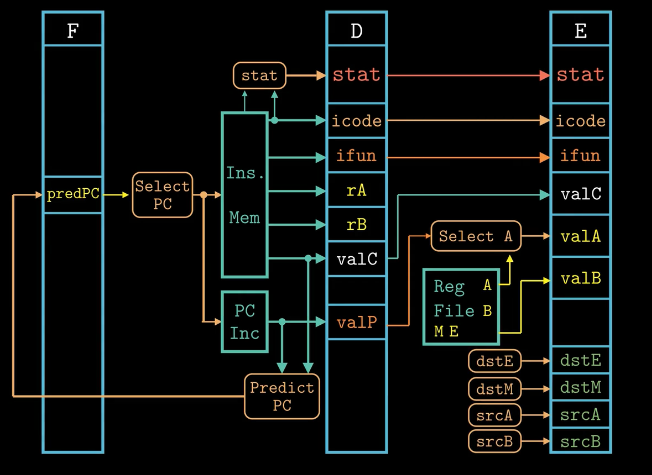 F
D
E
stat
stat
stat
icode
icode
Ins.
Mem
ifun
ifun
predPC
Select
PC
rA
valC
rB
Select A
valA
valC
Reg A
File B
M E
valB
PC
Inc
valP
Predict
PC
dstE
dstE
dstM
dstM
srcA
srcA
srcB
srcB